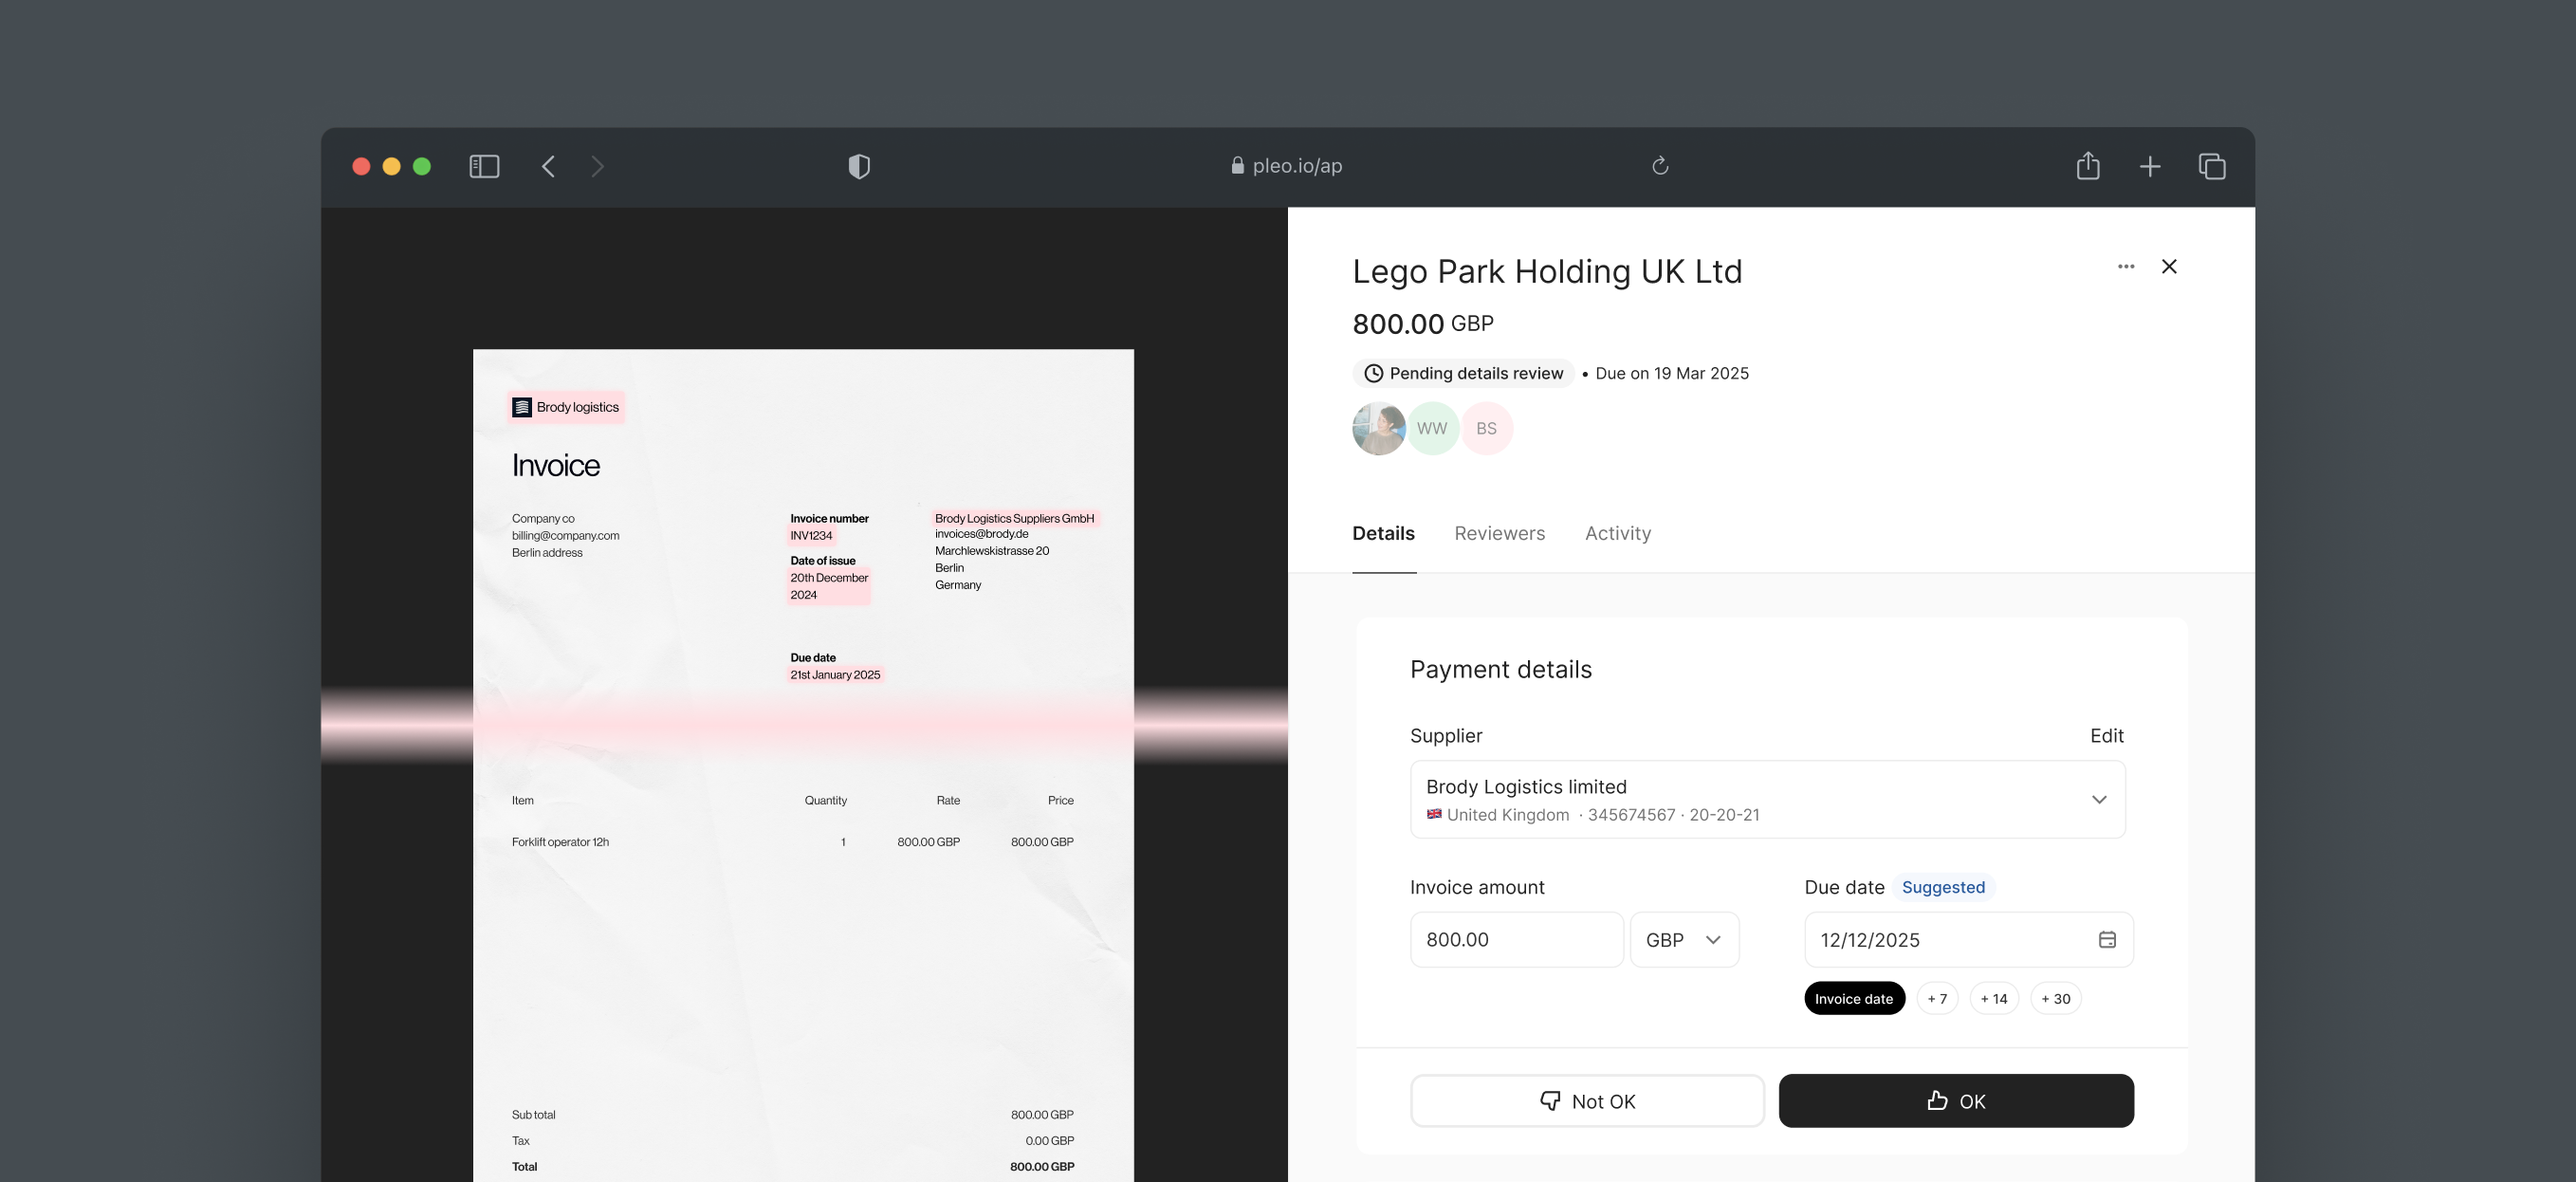 pleo.io/ap
Brody logistics
Invoice
Company co
billing@company.com
Berlin address
Invoice number
INV1234
Date of issue
20th December
2024
Due date
21st January 2025
Brody Logistics Suppliers GmbH
invoices@brody.de
Marchlewskistrasse 20
Berlin
Germany
Item Quantity Rate Price
Forklift operator 12h 1 800.00 GBP 800.00 GBP
Sub total 800.00 GBP
Tax 0.00 GBP
Total 800.00 GBP
Lego Park Holding UK Ltd
800.00 GBP
Pending details review • Due on 19 Mar 2025
WW BS
Details Reviewers Activity
Payment details
Supplier Edit
Brody Logistics limited
United Kingdom · 345674567 · 20-20-21
Invoice amount
800.00 GBP
Due date Suggested
12/12/2025
Invoice date + 7 + 14 + 30
Not OK OK